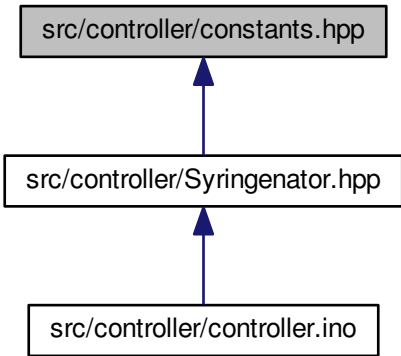 src/controller/constants.hpp
src/controller/Syringenator.hpp
src/controller/controller.ino